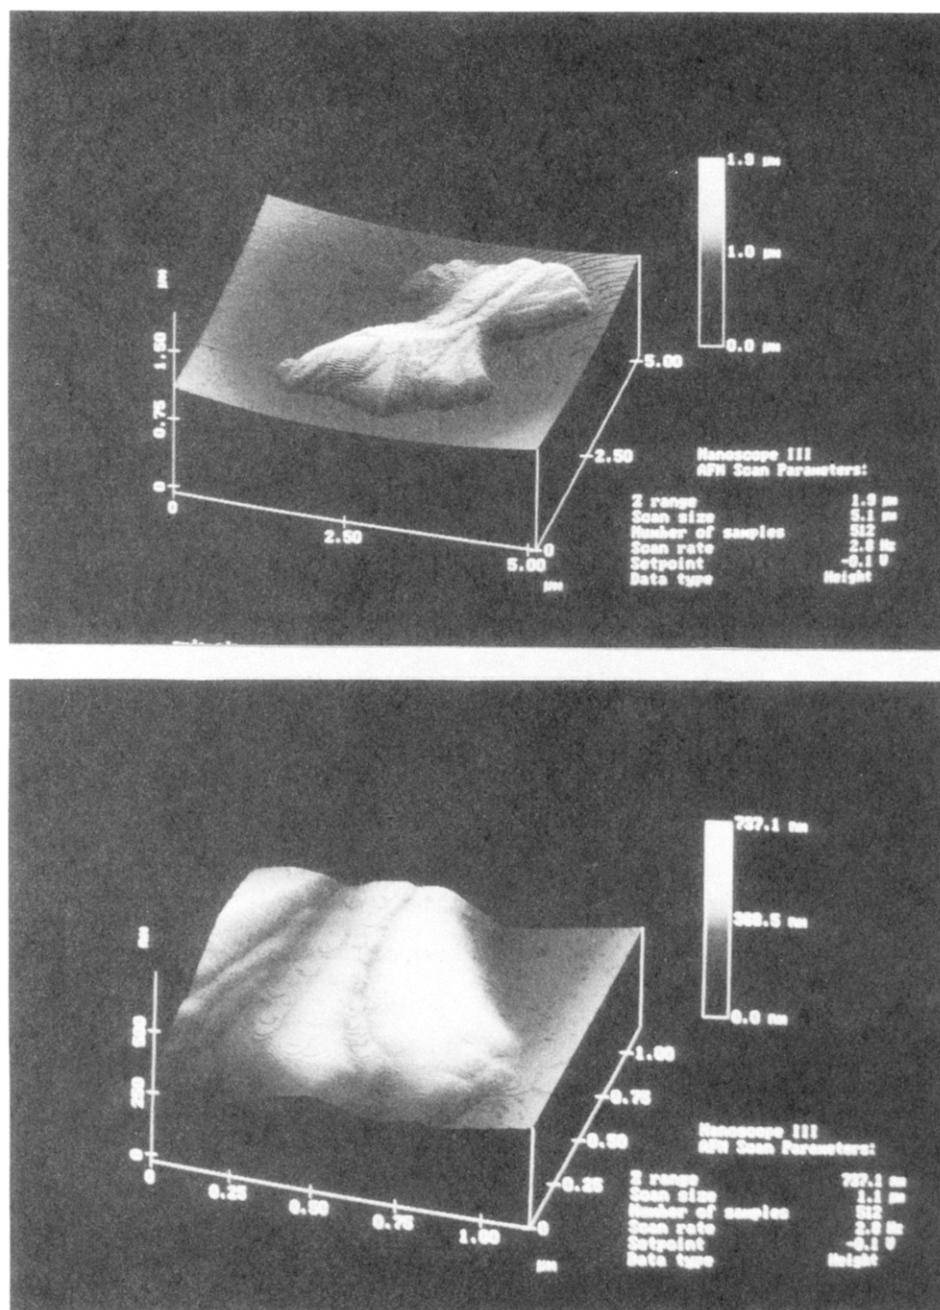 1.9 µm
1.0 µm
0.0 µm
µm
1.50
0.75
0
0
2.50
5.00
µm
0
2.50
5.00
Nanoscope III
AFM Scan Parameters:
Z range 1.9 µm
Scan size 5.1 µm
Number of samples 512
Scan rate 2.8 Hz
Setpoint -0.1 V
Data type Height
737.1 nm
368.5 nm
0.0 nm
nm
500
250
0
0
0.25
0.50
0.75
1.00
µm
0
0.25
0.50
0.75
1.00
Nanoscope III
AFM Scan Parameters:
Z range 737.1 nm
Scan size 1.1 µm
Number of samples 512
Scan rate 2.8 Hz
Setpoint -0.1 V
Data type Height